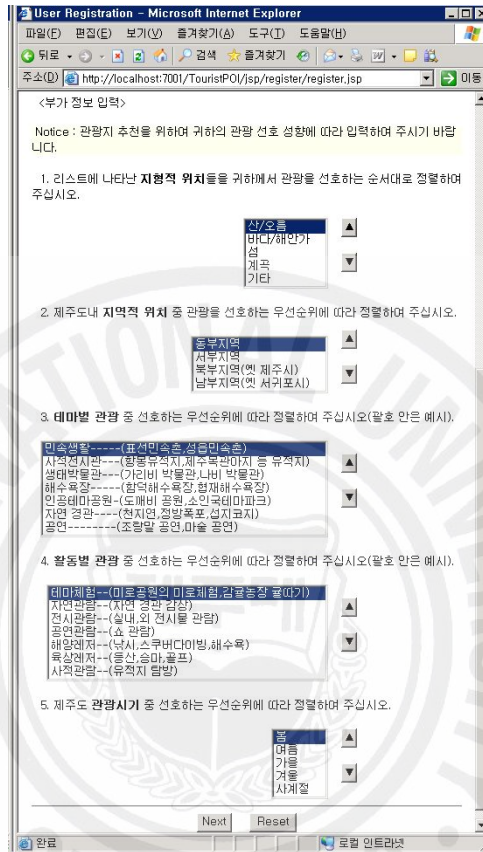 User Registration - Microsoft Internet Explorer
파일(F) 편집(E) 보기(V) 즐겨찾기(A) 도구(T) 도움말(H)
뒤로 검색 즐겨찾기
주소(D) http://localhost:7001/TouristPOI/jsp/register/register.jsp 이동
<부가 정보 입력>
Notice : 관광지 추천을 위하여 귀하의 관광 선호 성향에 따라 입력하여 주시기 바랍
니다.
1. 리스트에 나타난 지형적 위치들을 귀하께서 관광을 선호하는 순서대로 정렬하여
주십시오.
산/오름
바다/해안가
섬
계곡
기타
2. 제주도내 지역적 위치 중 관광을 선호하는 우선순위에 따라 정렬하여 주십시오.
동부지역
서부지역
북부지역(옛 제주시)
남부지역(옛 서귀포시)
3. 테마별 관광 중 선호하는 우선순위에 따라 정렬하여 주십시오(괄호 안은 예시).
민속생활-----(표선민속촌,성읍민속촌)
사적전시관---(항몽유적지,제주목관아지 등 유적지)
생태박물관---(가리비 박물관,나비 박물관)
해수욕장-----(함덕해수욕장,협재해수욕장)
인공테마공원-(도깨비 공원,소인국테마파크)
자연 경관----(천지연,정방폭포,섭지코지)
공연--------(조랑말 공연,마술 공연)
4. 활동별 관광 중 선호하는 우선순위에 따라 정렬하여 주십시오(괄호 안은 예시).
테마체험--(미로공원의 미로체험,감귤농장 귤따기)
자연관람--(자연 경관 감상)
전시관람--(실내,외 전시물 관람)
공연관람--(쇼 관람)
해양레저--(낚시,스쿠버다이빙,해수욕)
육상레저--(등산,승마,골프)
사적관람--(유적지 탐방)
5. 제주도 관광시기 중 선호하는 우선순위에 따라 정렬하여 주십시오.
봄
여름
가을
겨울
사계절
Next Reset
완료 로컬 인트라넷